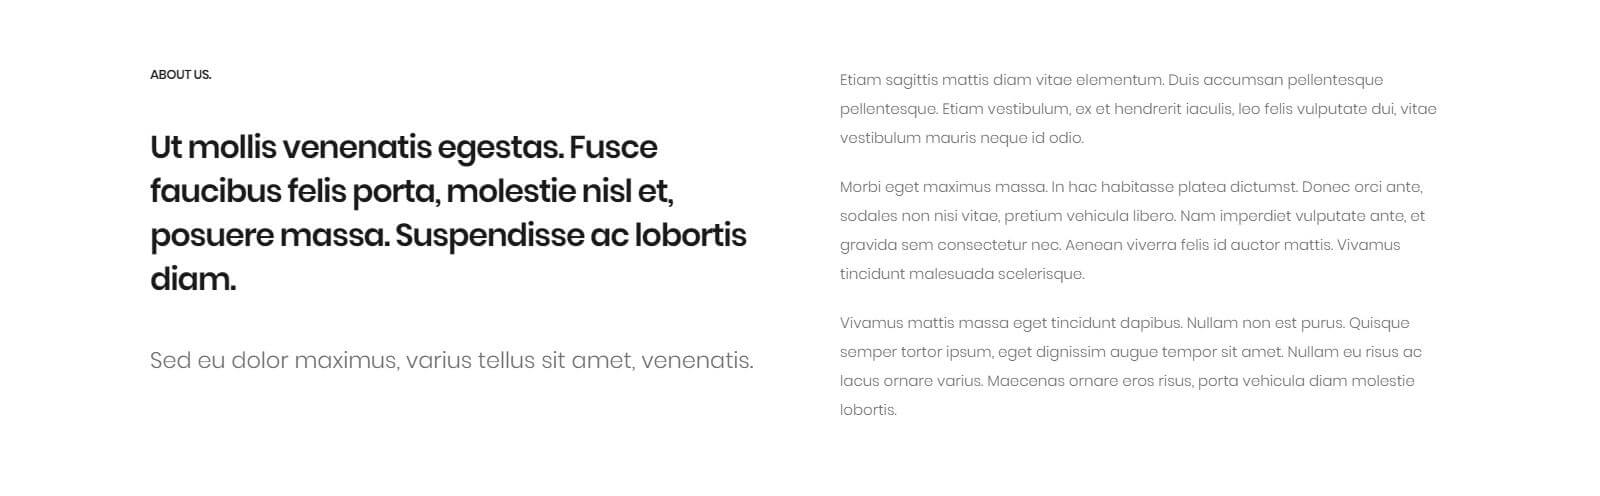 ABOUT US.
Ut mollis venenatis egestas. Fusce
faucibus felis porta, molestie nisl et,
posuere massa. Suspendisse ac lobortis
diam.
Sed eu dolor maximus, varius tellus sit amet, venenatis.
Etiam sagittis mattis diam vitae elementum. Duis accumsan pellentesque
pellentesque. Etiam vestibulum, ex et hendrerit iaculis, leo felis vulputate dui, vitae
vestibulum mauris neque id odio.
Morbi eget maximus massa. In hac habitasse platea dictumst. Donec orci ante,
sodales non nisi vitae, pretium vehicula libero. Nam imperdiet vulputate ante, et
gravida sem consectetur nec. Aenean viverra felis id auctor mattis. Vivamus
tincidunt malesuada scelerisque.
Vivamus mattis massa eget tincidunt dapibus. Nullam non est purus. Quisque
semper tortor ipsum, eget dignissim augue tempor sit amet. Nullam eu risus ac
lacus ornare varius. Maecenas ornare eros risus, porta vehicula diam molestie
lobortis.